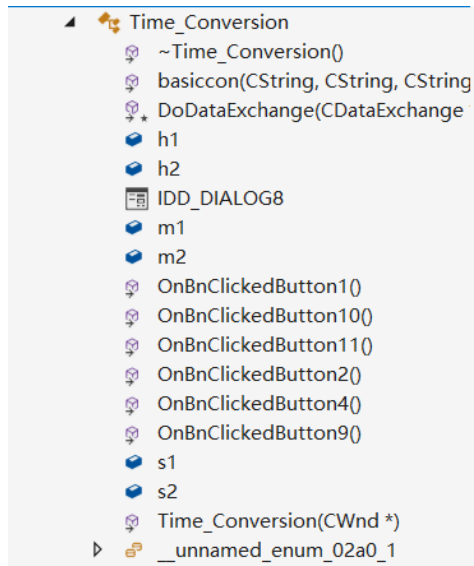 Time_Conversion
~Time_Conversion()
basiccon(CString, CString, CString
DoDataExchange(CDataExchange
h1
h2
IDD_DIALOG8
m1
m2
OnBnClickedButton1()
OnBnClickedButton10()
OnBnClickedButton11()
OnBnClickedButton2()
OnBnClickedButton4()
OnBnClickedButton9()
s1
s2
Time_Conversion(CWnd *)
__unnamed_enum_02a0_1